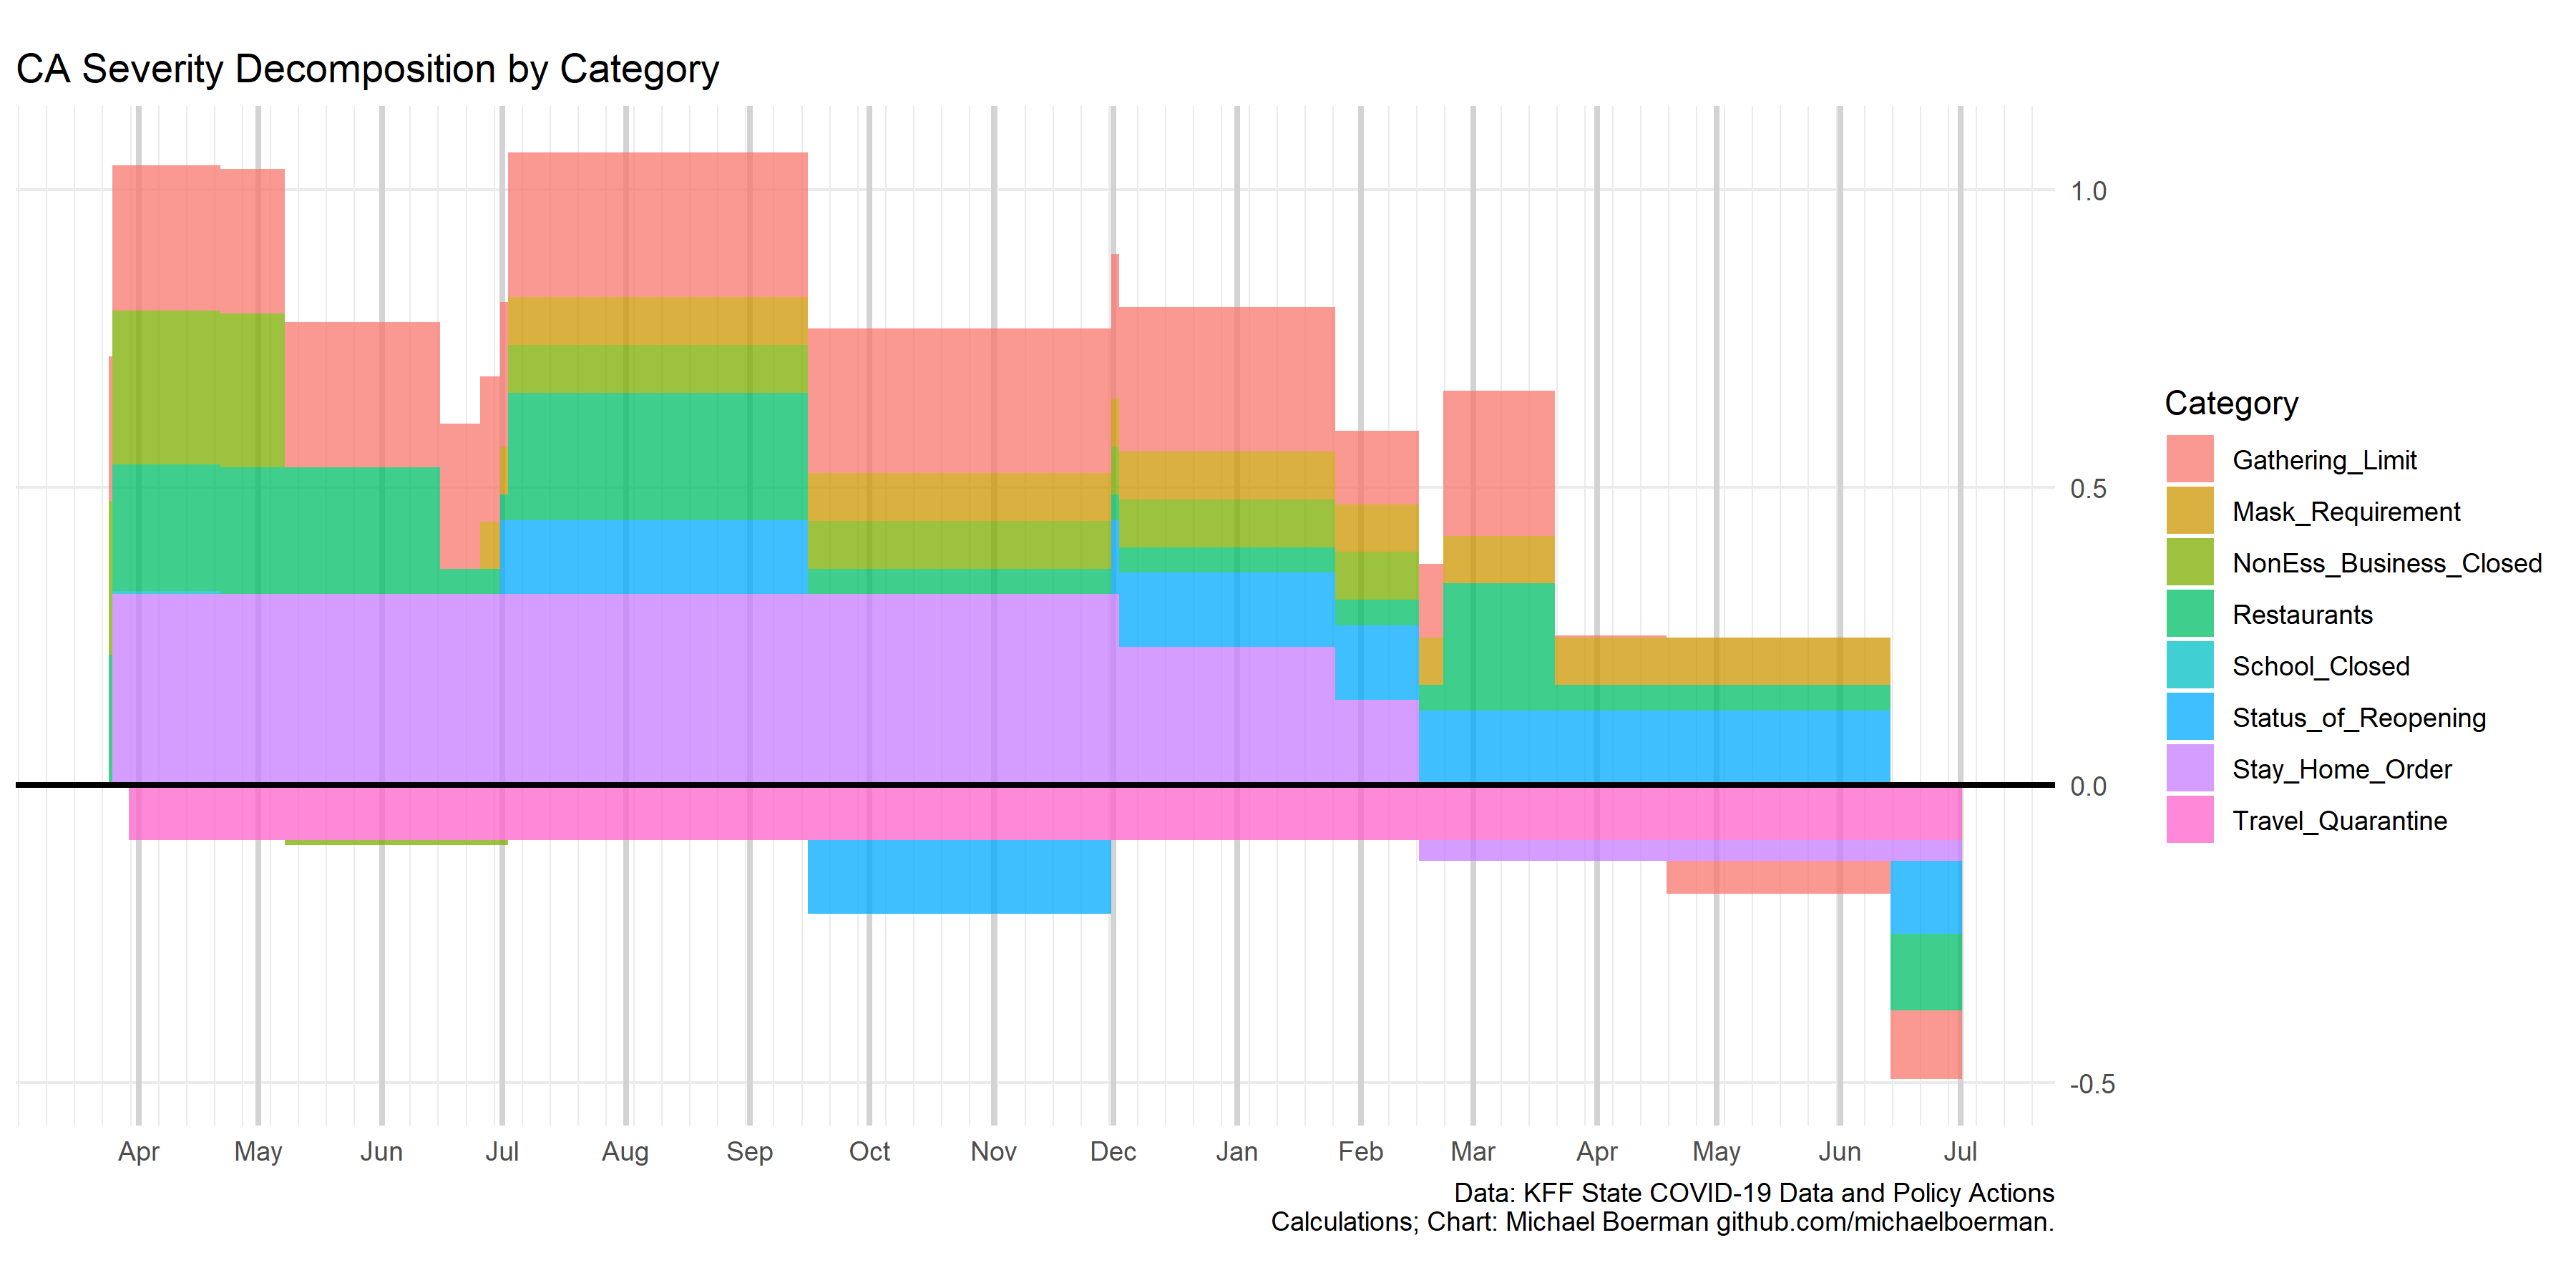 CA Severity Decomposition by Category
1.0
0.5
0.0
-0.5
Apr May Jun Jul Aug Sep Oct Nov Dec Jan Feb Mar Apr May Jun Jul
Category
Gathering_Limit
Mask_Requirement
NonEss_Business_Closed
Restaurants
School_Closed
Status_of_Reopening
Stay_Home_Order
Travel_Quarantine
Data: KFF State COVID-19 Data and Policy Actions
Calculations; Chart: Michael Boerman github.com/michaelboerman.